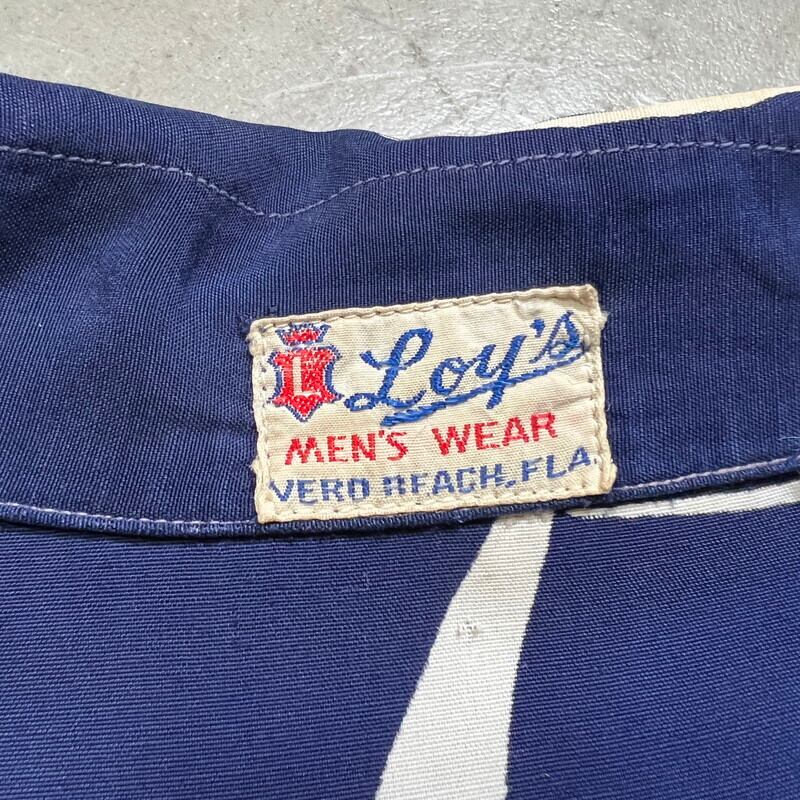 L
Loy's
MEN'S WEAR
VERO BEACH, FLA.